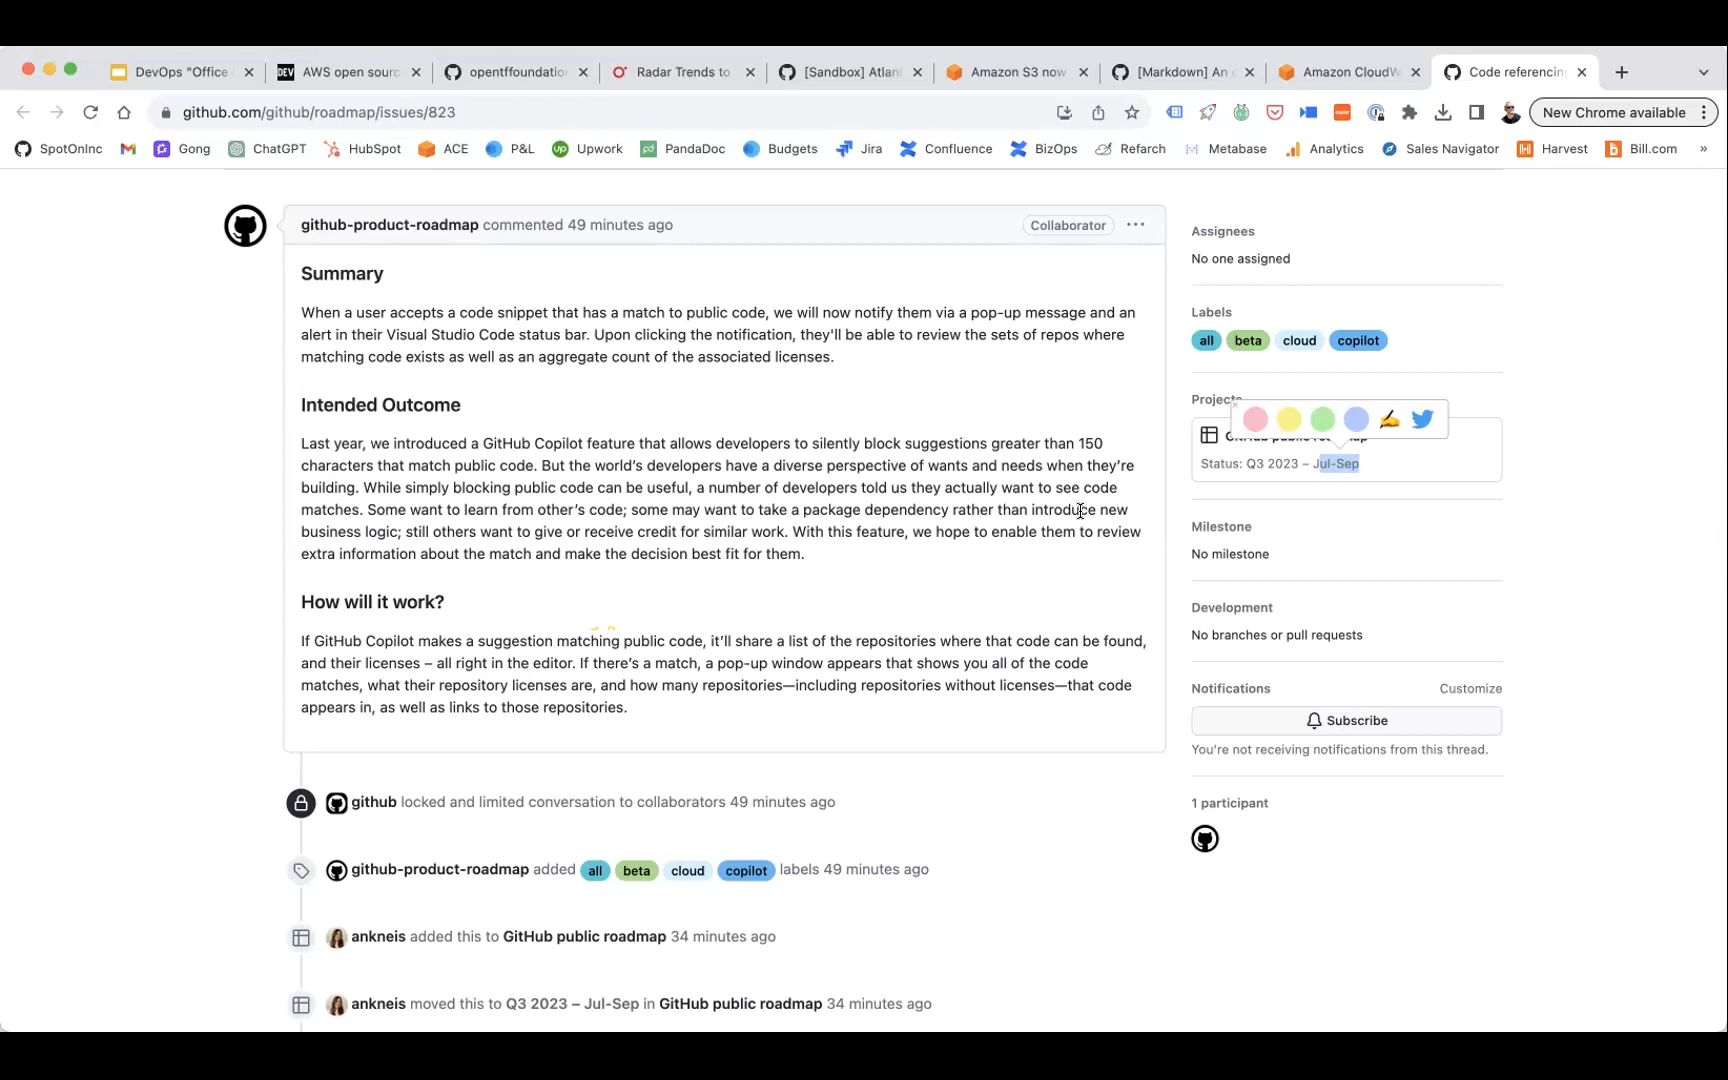 DevOps "Office
AWS open sourc
opentffoundatio
Radar Trends to
[Sandbox] Atlan
Amazon S3 now
[Markdown] An
Amazon CloudW
Code referencin
github.com/github/roadmap/issues/823
New Chrome available
SpotOnInc
Gong
ChatGPT
HubSpot
ACE
P&L
Upwork
PandaDoc
Budgets
Jira
Confluence
BizOps
Refarch
Metabase
Analytics
Sales Navigator
Harvest
Bill.com
github-product-roadmap commented 49 minutes ago
Collaborator
Summary
When a user accepts a code snippet that has a match to public code, we will now notify them via a pop-up message and an
alert in their Visual Studio Code status bar. Upon clicking the notification, they'll be able to review the sets of repos where
matching code exists as well as an aggregate count of the associated licenses.
Intended Outcome
Last year, we introduced a GitHub Copilot feature that allows developers to silently block suggestions greater than 150
characters that match public code. But the world's developers have a diverse perspective of wants and needs when they're
building. While simply blocking public code can be useful, a number of developers told us they actually want to see code
matches. Some want to learn from other's code; some may want to take a package dependency rather than introduce new
business logic; still others want to give or receive credit for similar work. With this feature, we hope to enable them to review
extra information about the match and make the decision best fit for them.
How will it work?
If GitHub Copilot makes a suggestion matching public code, it'll share a list of the repositories where that code can be found,
and their licenses – all right in the editor. If there's a match, a pop-up window appears that shows you all of the code
matches, what their repository licenses are, and how many repositories—including repositories without licenses—that code
appears in, as well as links to those repositories.
github locked and limited conversation to collaborators 49 minutes ago
github-product-roadmap added all beta cloud copilot labels 49 minutes ago
ankneis added this to GitHub public roadmap 34 minutes ago
ankneis moved this to Q3 2023 – Jul-Sep in GitHub public roadmap 34 minutes ago
Assignees
No one assigned
Labels
all beta cloud copilot
Projects
GitHub public roadmap
Status: Q3 2023 – Jul-Sep
Milestone
No milestone
Development
No branches or pull requests
Notifications
Customize
Subscribe
You're not receiving notifications from this thread.
1 participant